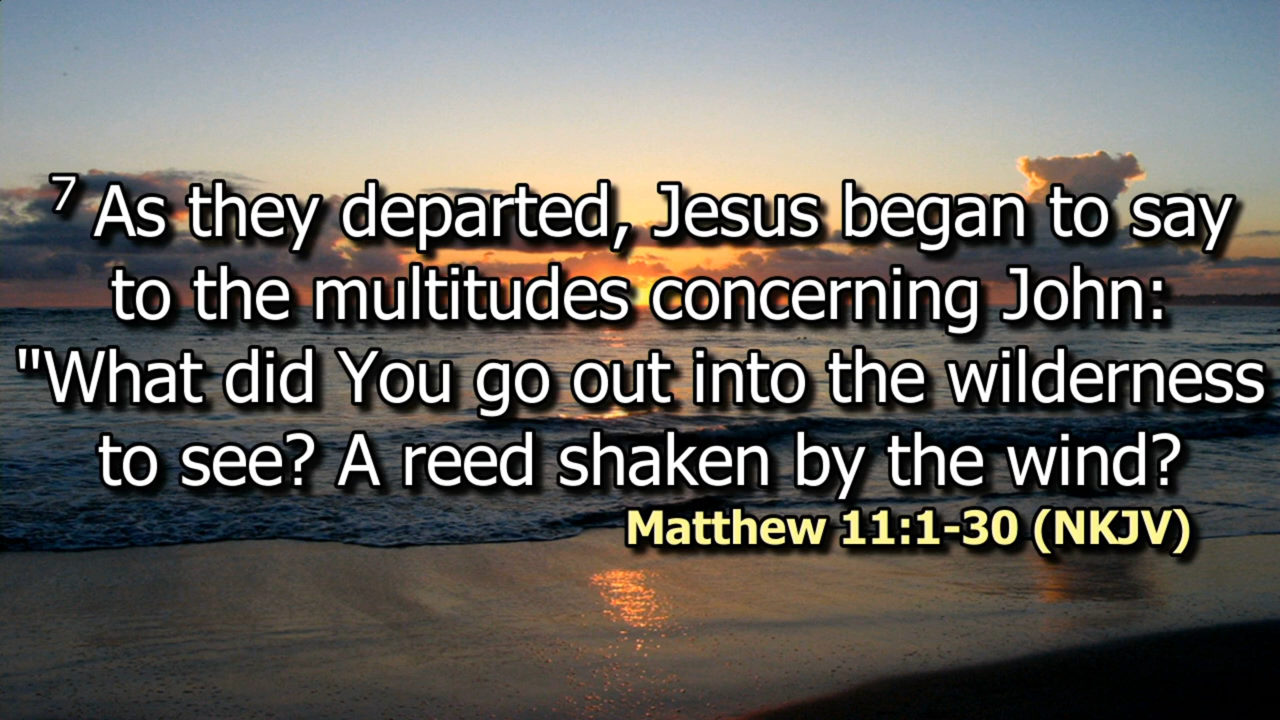 7 As they departed, Jesus began to say
to the multitudes concerning John:
"What did You go out into the wilderness
to see? A reed shaken by the wind?
Matthew 11:1-30 (NKJV)